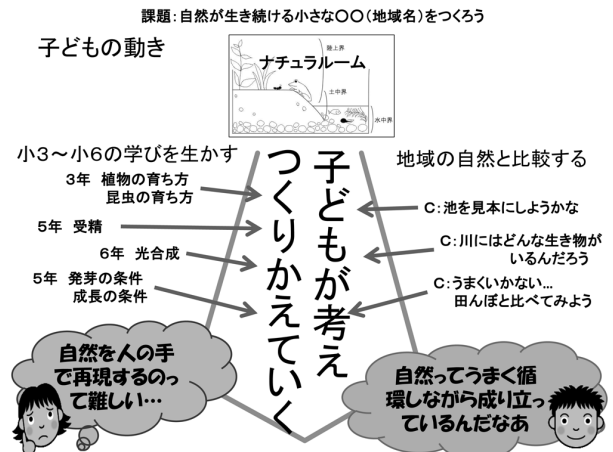 課題：自然が生き続ける小さな〇〇（地域名）をつくろう
子どもの動き
ナチュラルーム
陸上界
土中界
水中界
小３～小６の学びを生かす
地域の自然と比較する
３年　植物の育ち方
昆虫の育ち方
５年　受精
６年　光合成
５年　発芽の条件
成長の条件
子どもが考え
つくりかえていく
Ｃ：池を見本にしようかな
Ｃ：川にはどんな生き物が
いるんだろう
Ｃ：うまくいかない…
田んぼと比べてみよう
自然を人の手
で再現するのっ
て難しい…
自然ってうまく循
環しながら成り立っ
ているんだなあ